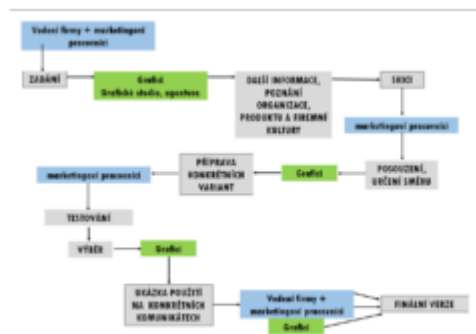 Vedení firmy + marketingoví
pracovníci
ZADÁNÍ
Grafici
Grafická studia, agentura
DALŠÍ INFORMACE,
POZNÁNÍ
ORGANIZACE,
PRODUKTU A FIREMNÍ
KULTURY
SKICI
marketingoví pracovníci
marketingoví pracovníci
PŘÍPRAVA
KONKRÉTNÍCH
VARIANT
Grafici
POSOUZENÍ,
URČENÍ SMĚRU
TESTOVÁNÍ
VÝBĚR
Grafici
UKÁZKA POUŽITÍ
NA KONKRÉTNÍCH
KOMUNIKÁTECH
Vedení firmy +
marketingoví pracovníci
Grafici
FINÁLNÍ VERZE